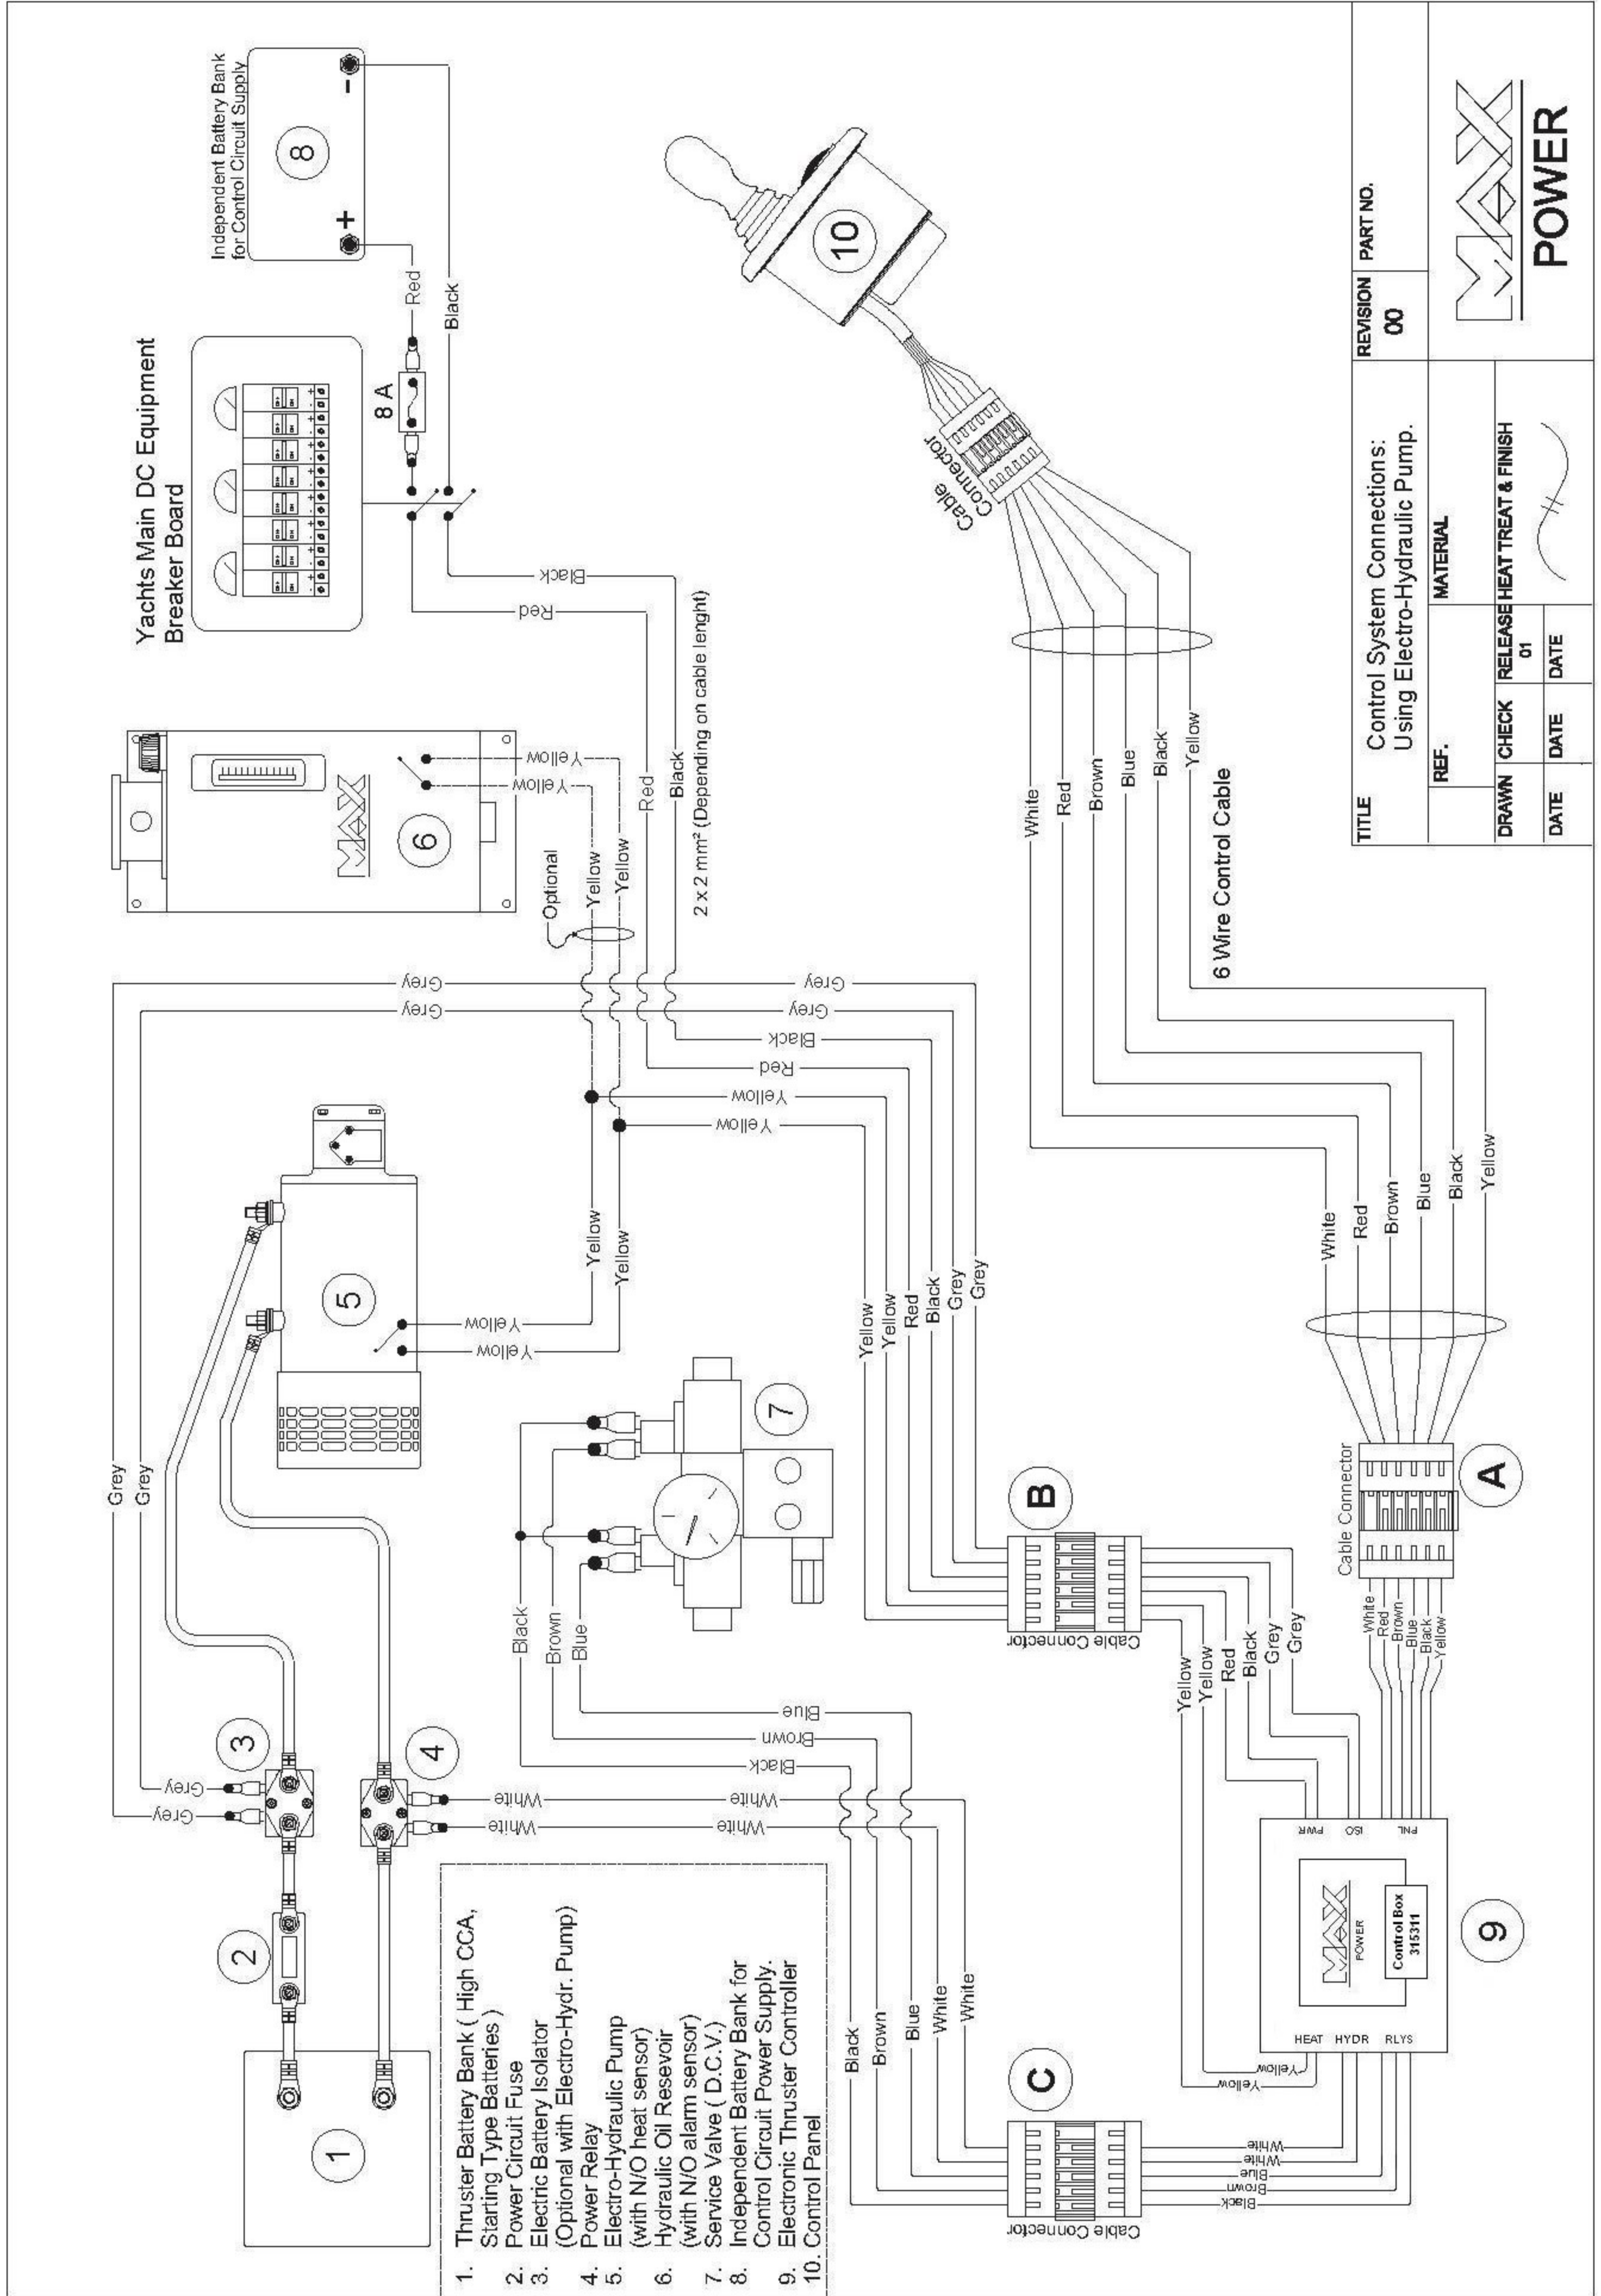 Independent Battery Bank
for Control Circuit Supply
8
+
-
Red
Black
8 A
Yachts Main DC Equipment
Breaker Board
Black
Red
2 x 2 mm² (Depending on cable lenght)
Red
Black
MAX
6
Yellow
Yellow
Optional
Yellow
Yellow
Grey
Grey
Grey
Grey
Black
Red
Yellow
Yellow
5
Yellow
Yellow
Yellow
Yellow
Grey
Grey
3
Grey
Grey
4
2
1
White
White
White
White
Black
Brown
Blue
Black
Brown
Blue
7
Yellow
Yellow
Red
Black
Grey
Grey
B
Cable Connector
Yellow
Yellow
Red
Black
Grey
Grey
Black
Brown
Blue
White
White
C
Cable Connector
White
White
Blue
Brown
Black
Yellow
Yellow
HEAT HYDR RLYS
PWR ISO PNL
MAX
POWER
Control Box
315311
9
White
Red
Brown
Blue
Black
Yellow
Cable Connector
A
White
Red
Brown
Blue
Black
Yellow
6 Wire Control Cable
White
Red
Brown
Blue
Black
Yellow
Cable
Connector
10
1. Thruster Battery Bank ( High CCA,
Starting Type Batteries )
2. Power Circuit Fuse
3. Electric Battery Isolator
(Optional with Electro-Hydr. Pump)
4. Power Relay
5. Electro-Hydraulic Pump
(with N/O heat sensor)
6. Hydraulic Oil Resevoir
(with N/O alarm sensor)
7. Service Valve ( D.C.V.)
8. Independent Battery Bank for
Control Circuit Power Supply.
9. Electronic Thruster Controller
10. Control Panel
TITLE
Control System Connections:
Using Electro-Hydraulic Pump.
REVISION
00
PART NO.
REF.
MATERIAL
DRAWN CHECK RELEASE HEAT TREAT & FINISH
01
DATE DATE DATE
MAX
POWER